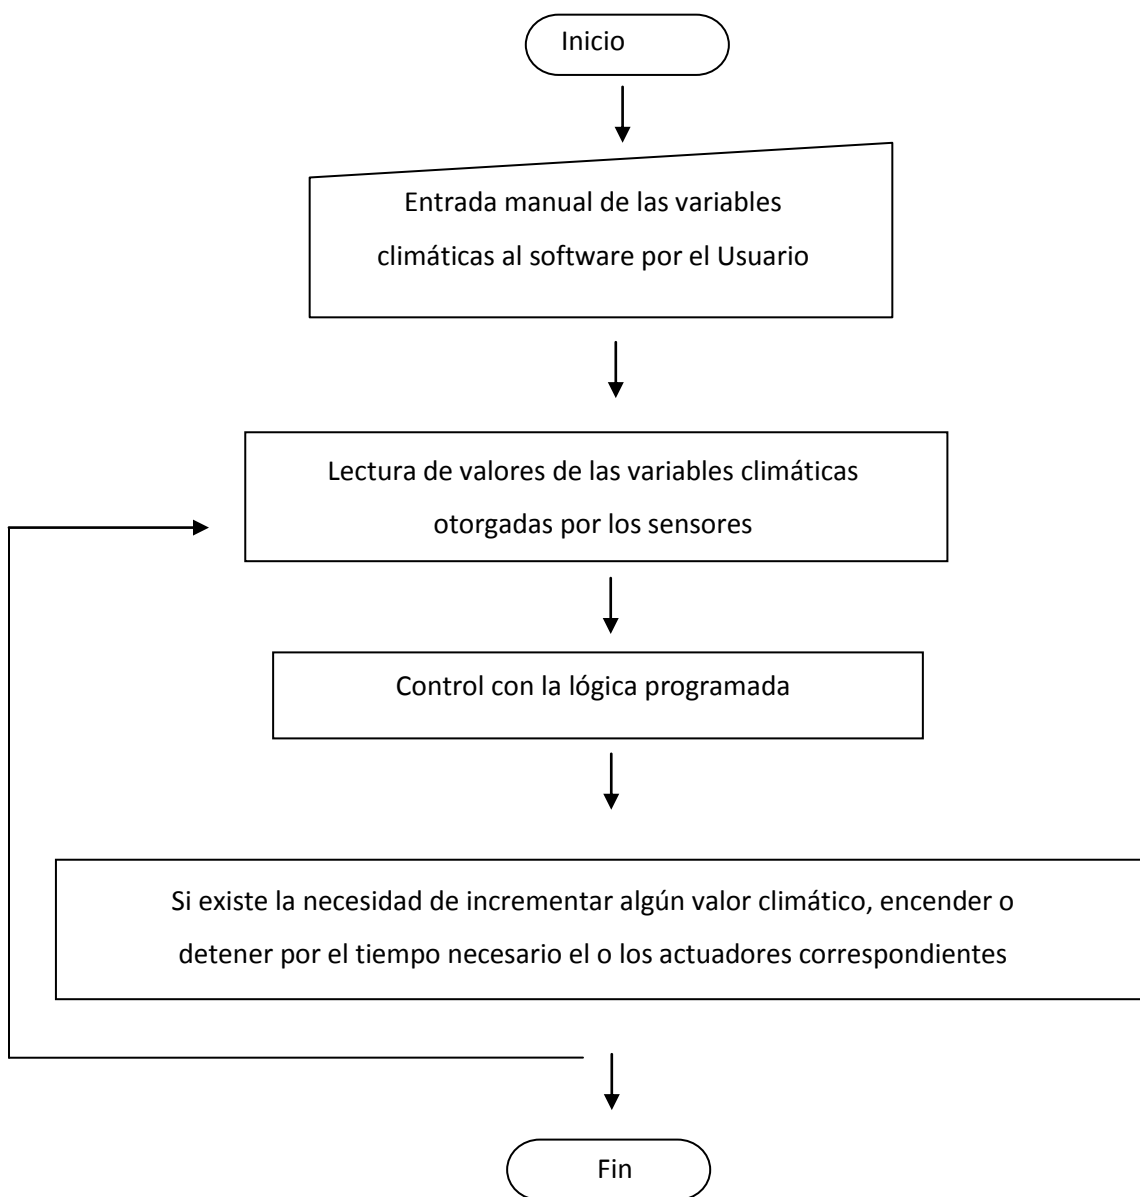 Inicio
Entrada manual de las variables
climáticas al software por el Usuario
Lectura de valores de las variables climáticas
otorgadas por los sensores
Control con la lógica programada
Si existe la necesidad de incrementar algún valor climático, encender o
detener por el tiempo necesario el o los actuadores correspondientes
Fin